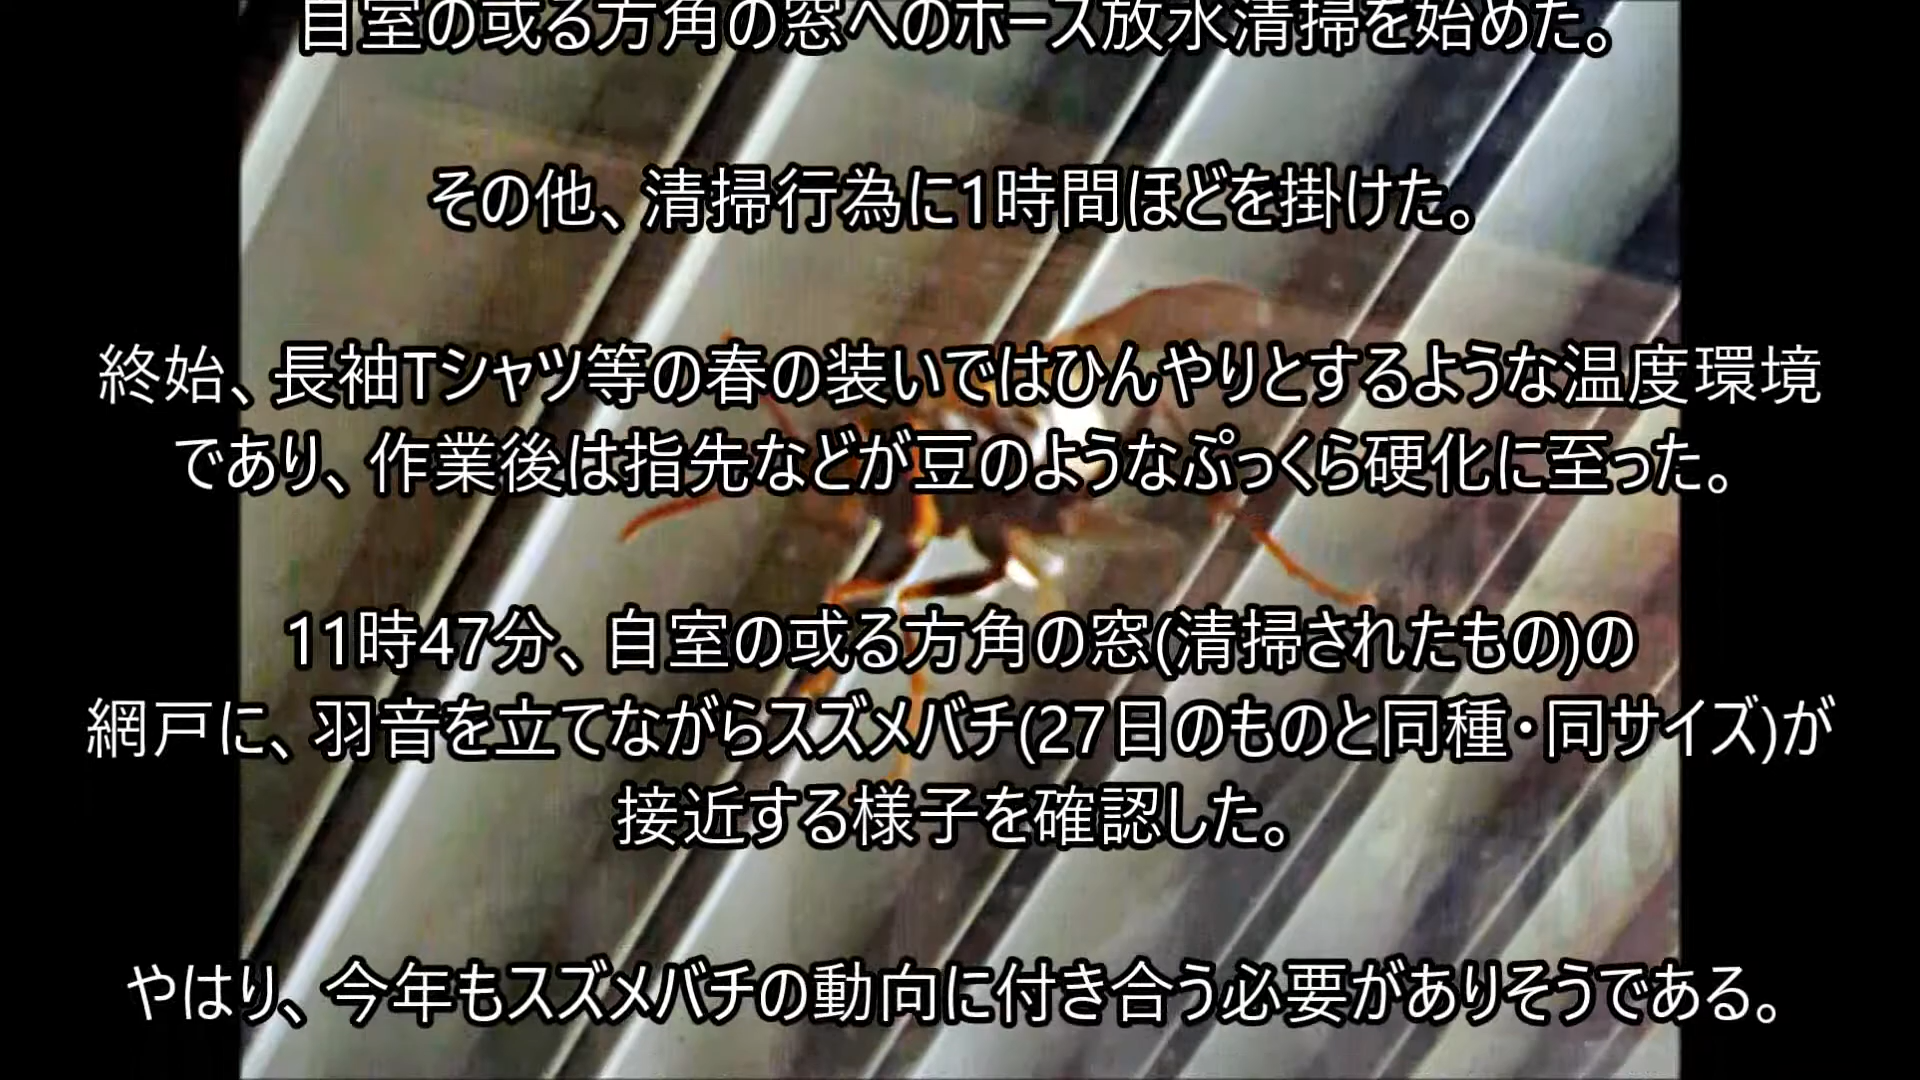 自室の或る方角の窓へのホース放水清掃を始めた。
その他、清掃行為に1時間ほどを掛けた。
終始、長袖Tシャツ等の春の装いではひんやりとするような温度環境
であり、作業後は指先などが豆のようなぷっくら硬化に至った。
11時47分、自室の或る方角の窓(清掃されたもの)の
網戸に、羽音を立てながらスズメバチ(27日のものと同種・同サイズ)が
接近する様子を確認した。
やはり、今年もスズメバチの動向に付き合う必要がありそうである。